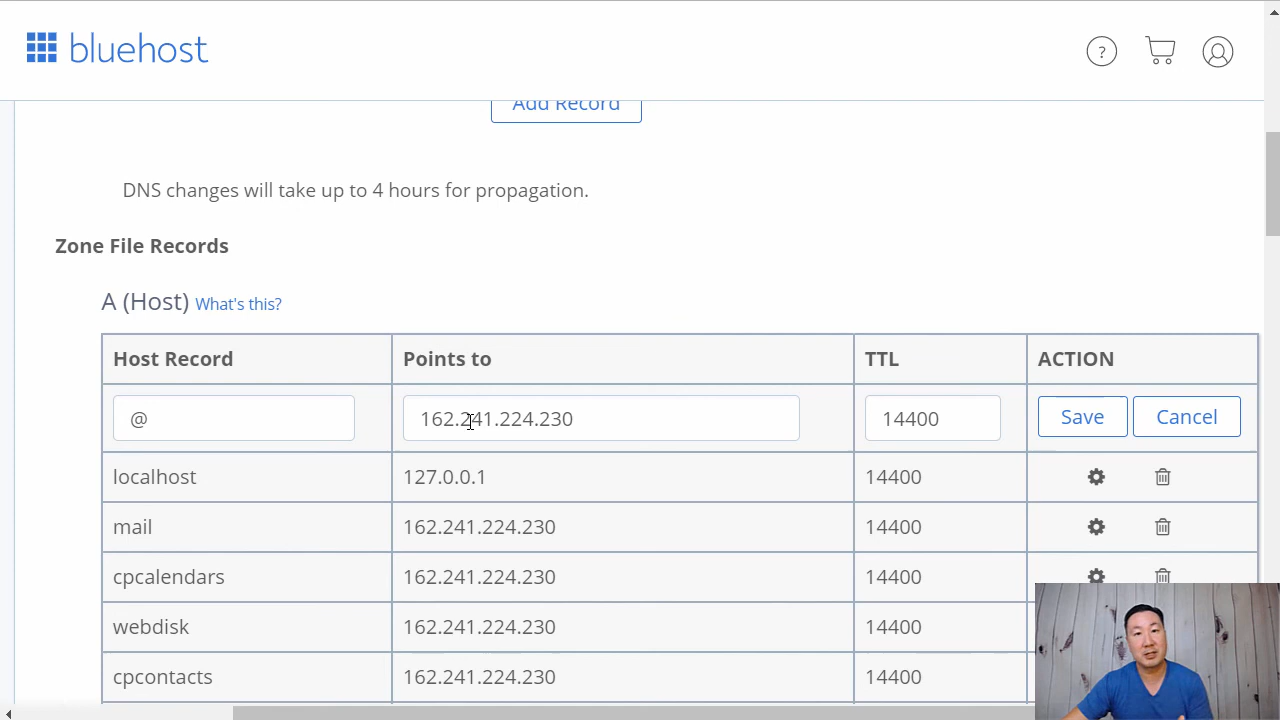 bluehost
?
Add Record
DNS changes will take up to 4 hours for propagation.
Zone File Records
A (Host) What's this?
Host Record Points to TTL ACTION
@ 162.241.224.230 14400 Save Cancel
localhost 127.0.0.1 14400
mail 162.241.224.230 14400
cpcalendars 162.241.224.230 14400
webdisk 162.241.224.230 14400
cpcontacts 162.241.224.230 14400